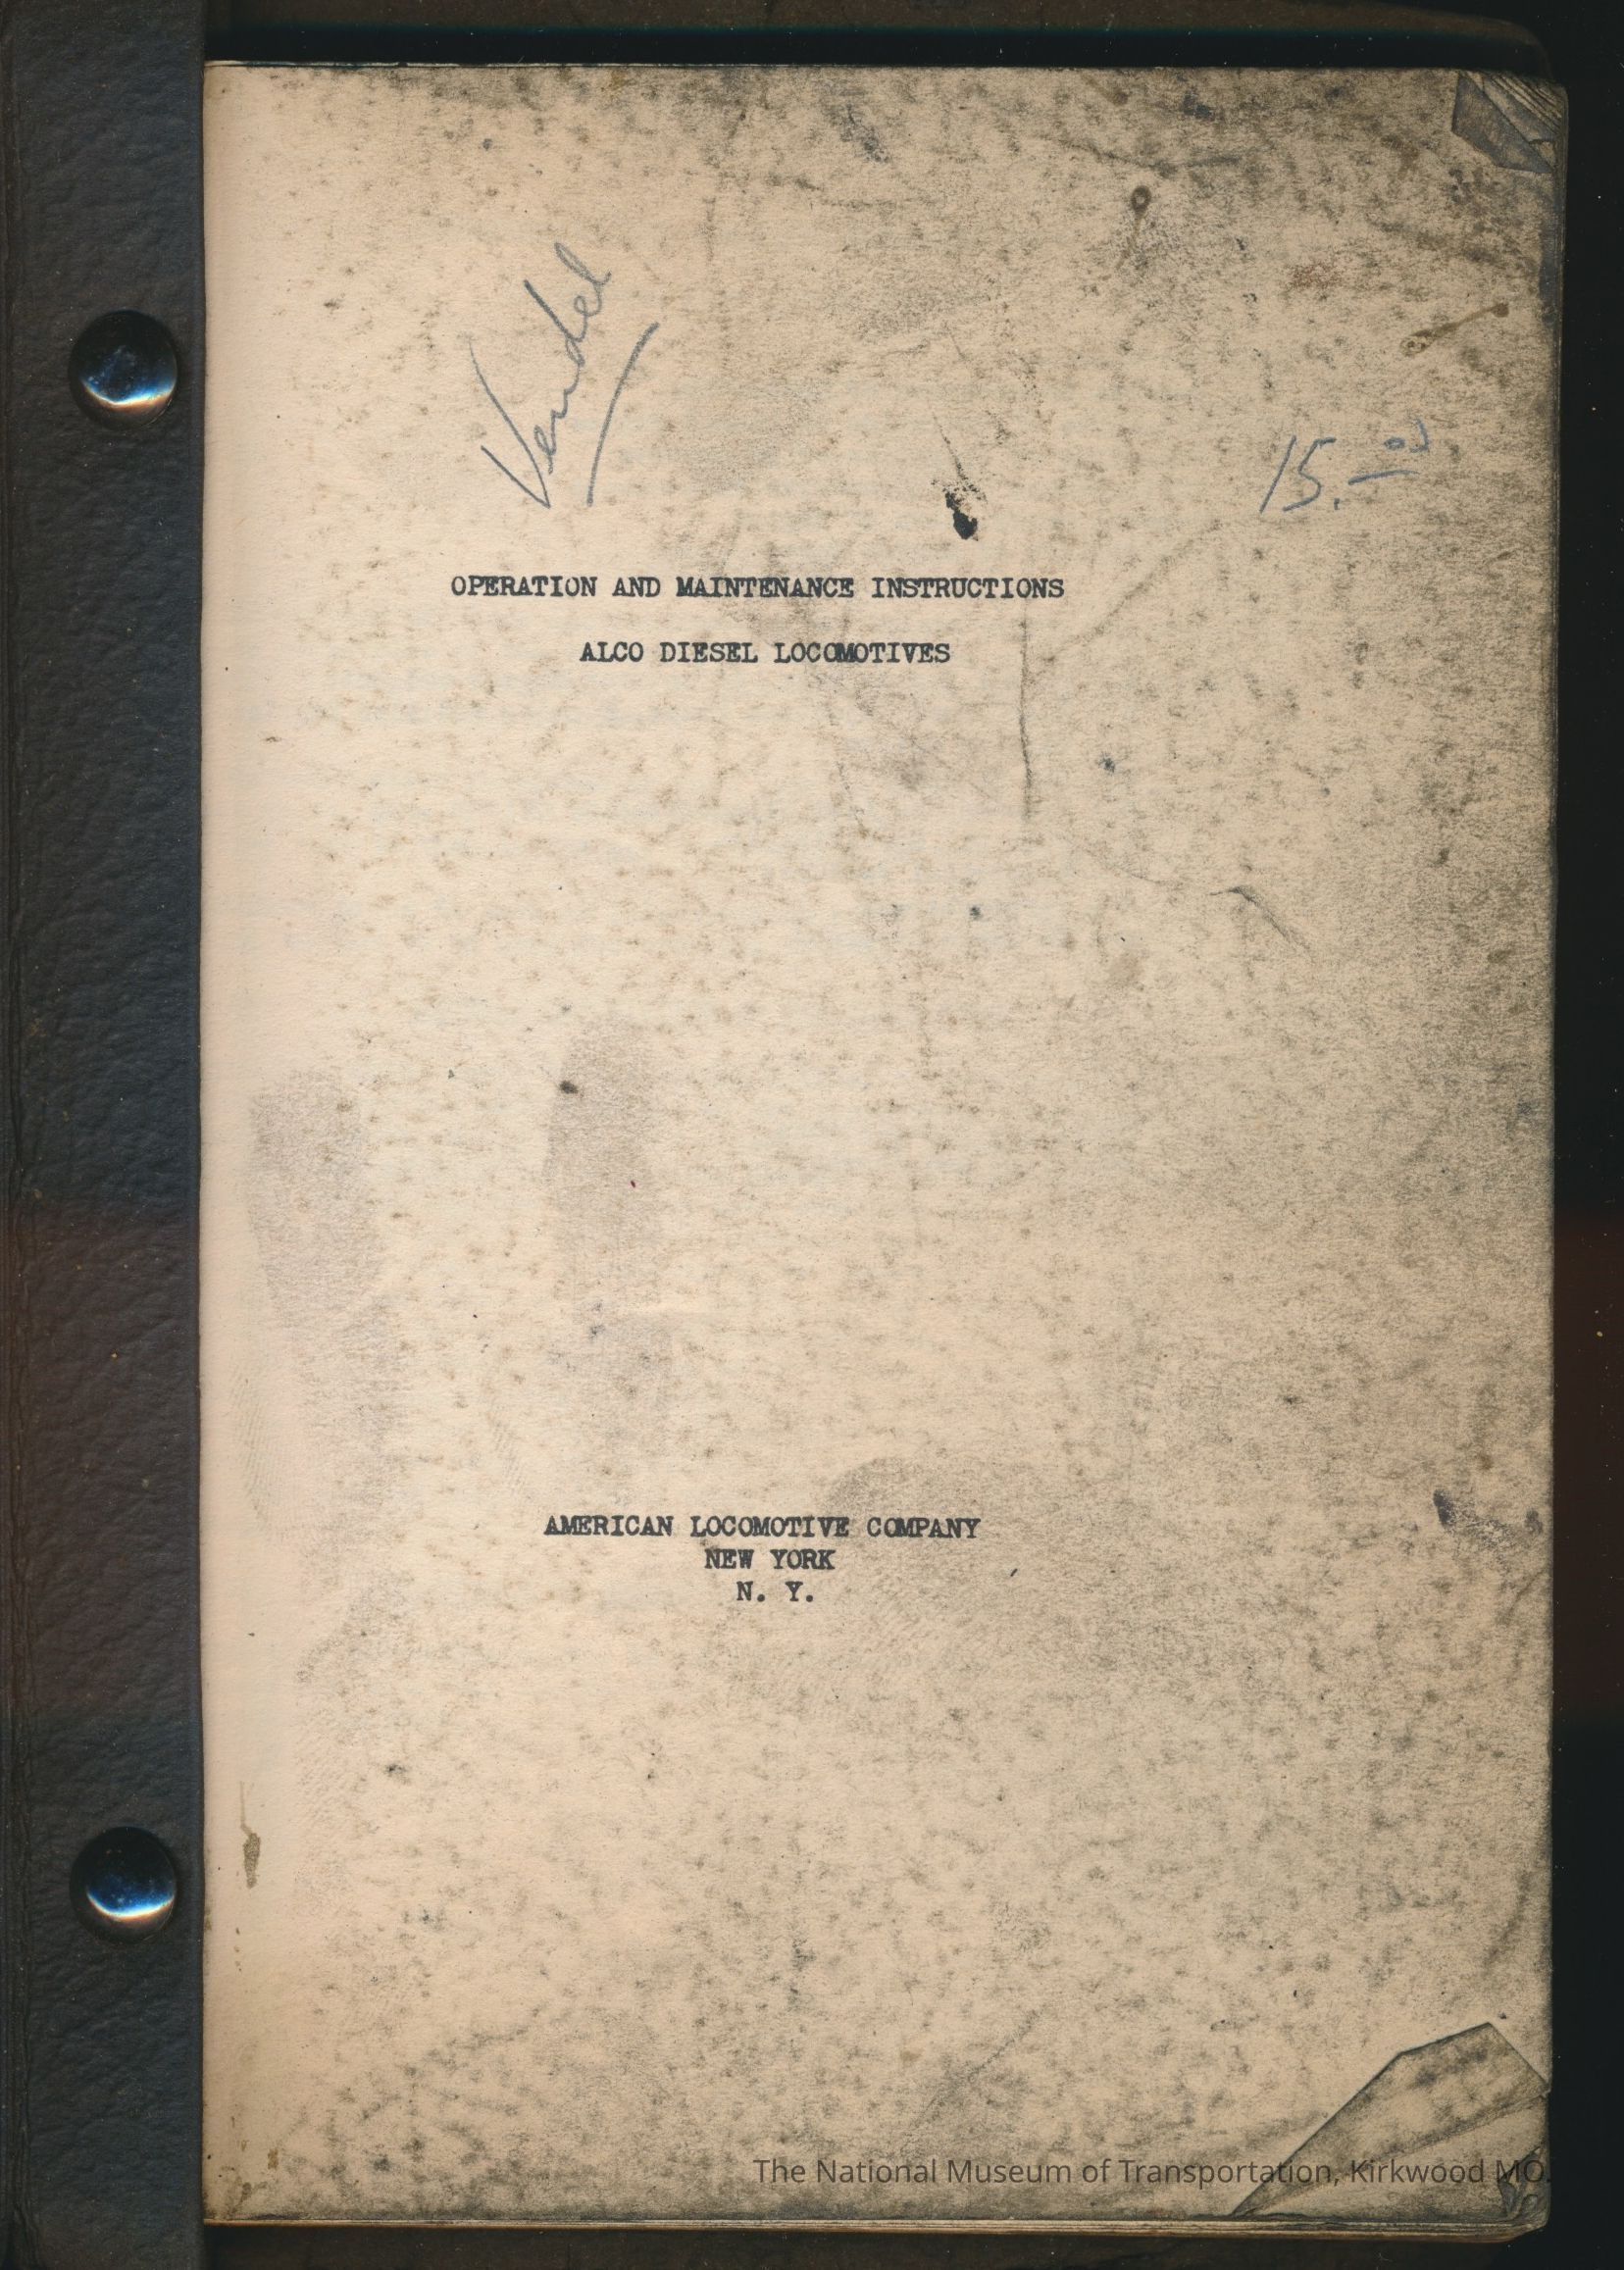 Vendel
15.00
OPERATION AND MAINTENANCE INSTRUCTIONS
ALCO DIESEL LOCOMOTIVES
AMERICAN LOCOMOTIVE COMPANY
NEW YORK
N. Y.
The National Museum of Transportation, Kirkwood MO.